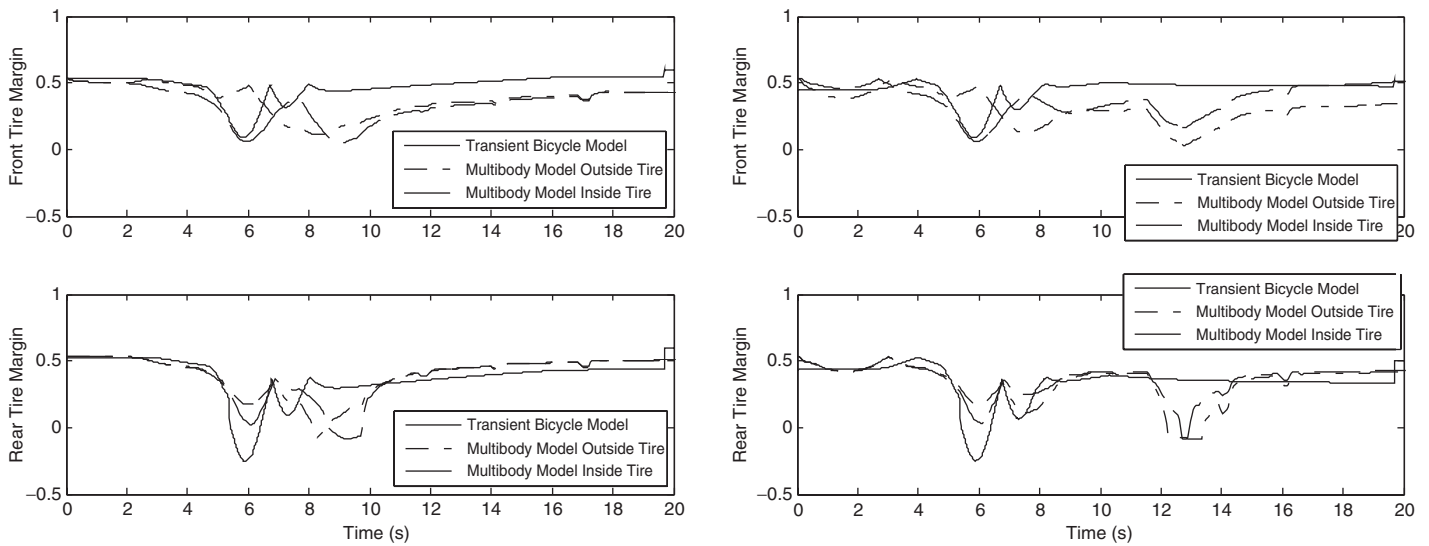 1
0.5
0
−0.5
Front Tire Margin
Transient Bicycle Model
Multibody Model Outside Tire
Multibody Model Inside Tire
0 2 4 6 8 10 12 14 16 18 20
1
0.5
0
−0.5
Front Tire Margin
Transient Bicycle Model
Multibody Model Outside Tire
Multibody Model Inside Tire
0 2 4 6 8 10 12 14 16 18 20
1
0.5
0
−0.5
Rear Tire Margin
Transient Bicycle Model
Multibody Model Outside Tire
Multibody Model Inside Tire
0 2 4 6 8 10 12 14 16 18 20
Time (s)
1
0.5
0
−0.5
Rear Tire Margin
Transient Bicycle Model
Multibody Model Outside Tire
Multibody Model Inside Tire
0 2 4 6 8 10 12 14 16 18 20
Time (s)